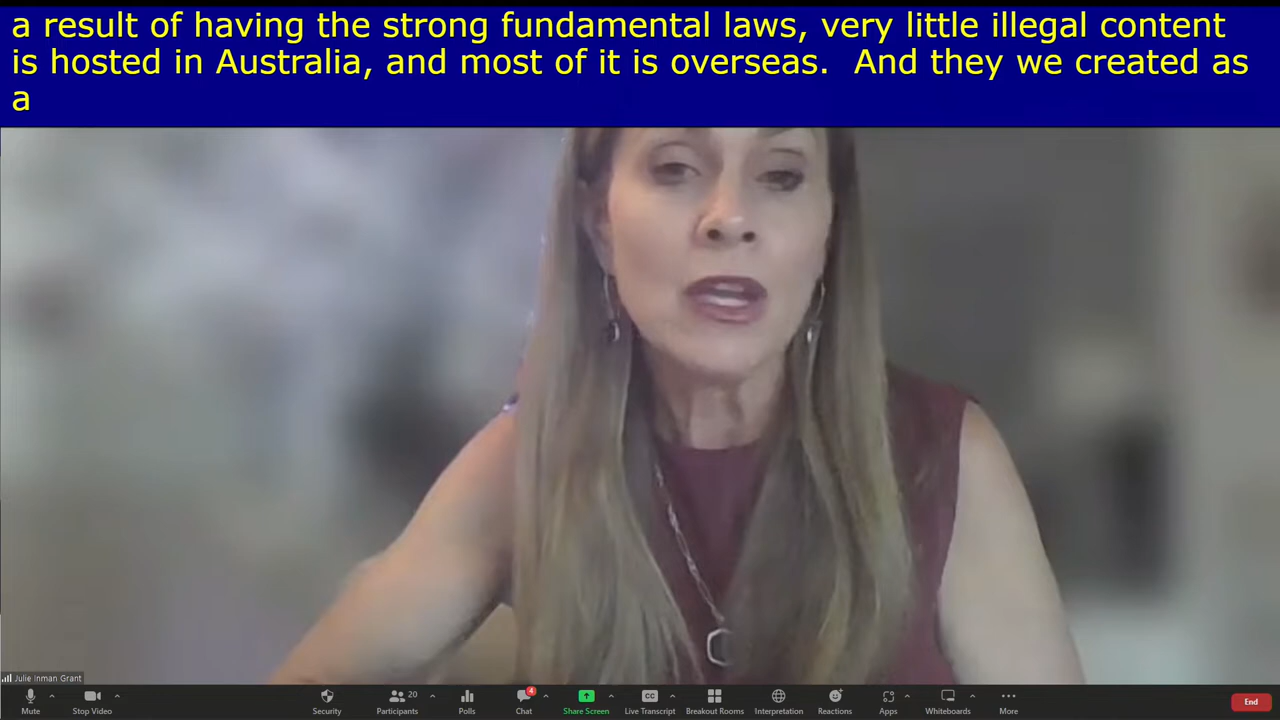 a result of having the strong fundamental laws, very little illegal content
is hosted in Australia, and most of it is overseas.  And they we created as
a
Julie Inman Grant
20
4
Mute
Stop Video
Security
Participants
Polls
Chat
Share Screen
CC
Live Transcript
Breakout Rooms
Interpretation
Reactions
Apps
Whiteboards
More
End